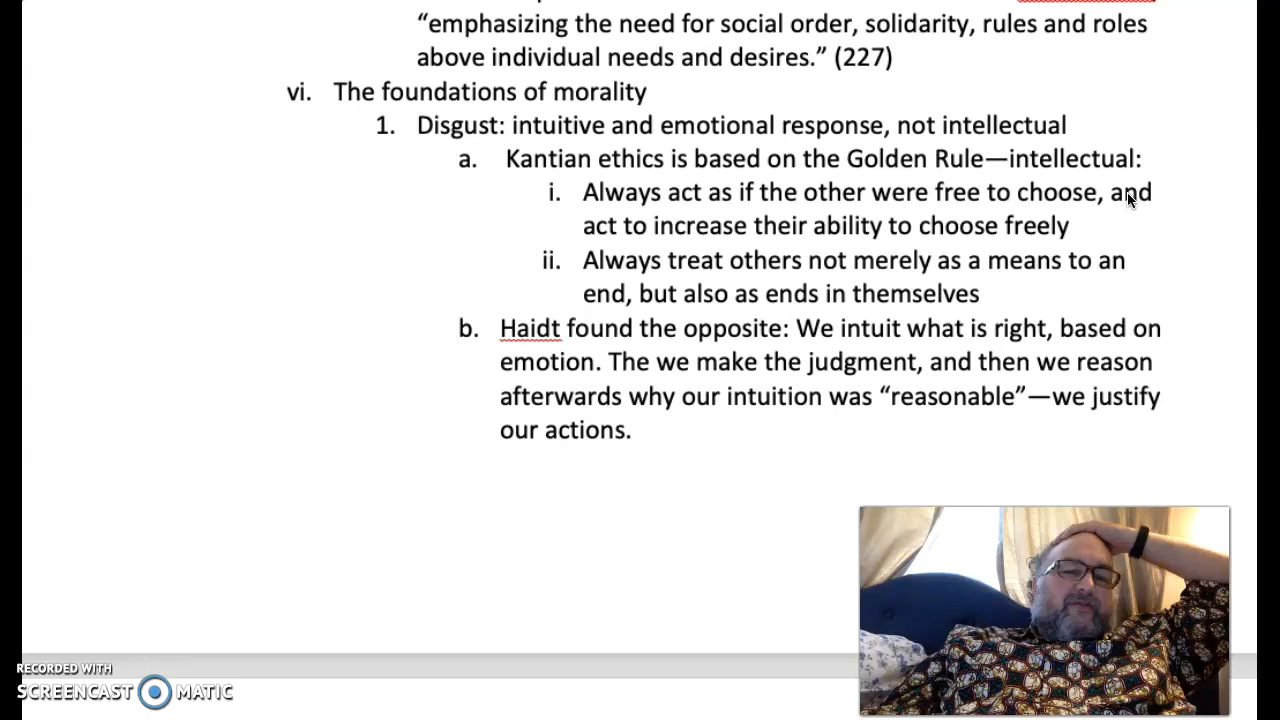 “emphasizing the need for social order, solidarity, rules and roles
above individual needs and desires.” (227)
vi. The foundations of morality
1. Disgust: intuitive and emotional response, not intellectual
a. Kantian ethics is based on the Golden Rule—intellectual:
i. Always act as if the other were free to choose, and
act to increase their ability to choose freely
ii. Always treat others not merely as a means to an
end, but also as ends in themselves
b. Haidt found the opposite: We intuit what is right, based on
emotion. The we make the judgment, and then we reason
afterwards why our intuition was “reasonable”—we justify
our actions.
RECORDED WITH
SCREENCAST MATIC